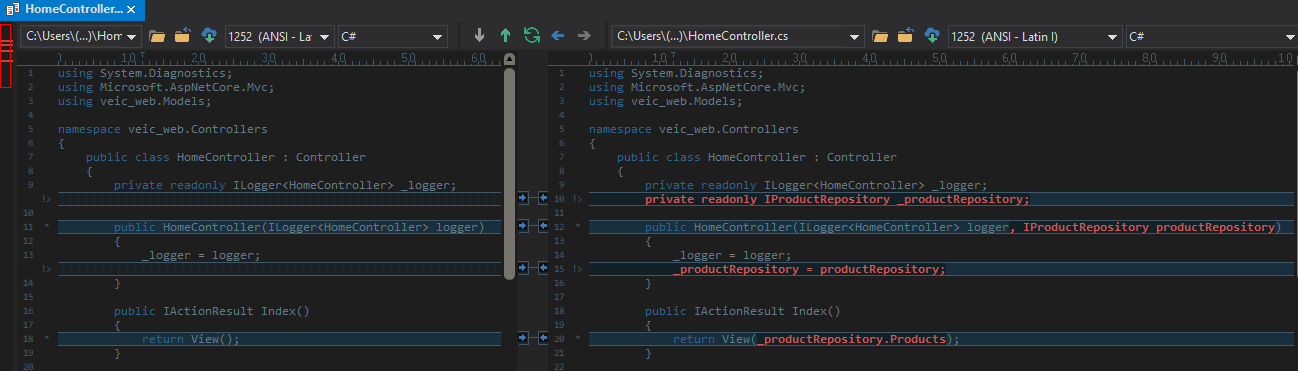 HomeController...
C:\Users\(...)\Hom
1252 (ANSI - Lat
C#
C:\Users\(...)\HomeController.cs
1252 (ANSI - Latin I)
C#
1 using System.Diagnostics;
2 using Microsoft.AspNetCore.Mvc;
3 using veic_web.Models;
4
5 namespace veic_web.Controllers
6 {
7 public class HomeController : Controller
8 {
9 private readonly ILogger<HomeController> _logger;
!>
10
11 * public HomeController(ILogger<HomeController> logger)
12 {
13 _logger = logger;
!>
14 }
15
16 public IActionResult Index()
17 {
18 * return View();
19 }
20
1 using System.Diagnostics;
2 using Microsoft.AspNetCore.Mvc;
3 using veic_web.Models;
4
5 namespace veic_web.Controllers
6 {
7 public class HomeController : Controller
8 {
9 private readonly ILogger<HomeController> _logger;
10 !> private readonly IProductRepository _productRepository;
11
12 * public HomeController(ILogger<HomeController> logger, IProductRepository productRepository)
13 {
14 _logger = logger;
15 !> _productRepository = productRepository;
16 }
17
18 public IActionResult Index()
19 {
20 * return View(_productRepository.Products);
21 }
22